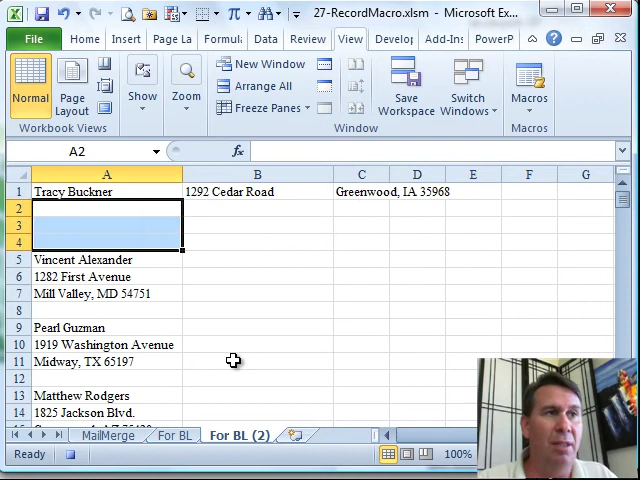 27-RecordMacro.xlsm - Microsoft Ex...
File Home Insert Page La Formul Data Review View Develop Add-Ins PowerP
Normal Page Layout Show Zoom New Window Arrange All Freeze Panes Save Workspace Switch Windows Macros
Workbook Views Window Macros
A2 fx
A B C D E F G
1 Tracy Buckner 1292 Cedar Road Greenwood, IA 35968
2
3
4
5 Vincent Alexander
6 1282 First Avenue
7 Mill Valley, MD 54751
8
9 Pearl Guzman
10 1919 Washington Avenue
11 Midway, TX 65197
12
13 Matthew Rodgers
14 1825 Jackson Blvd.
MailMerge For BL For BL (2)
Ready 100%